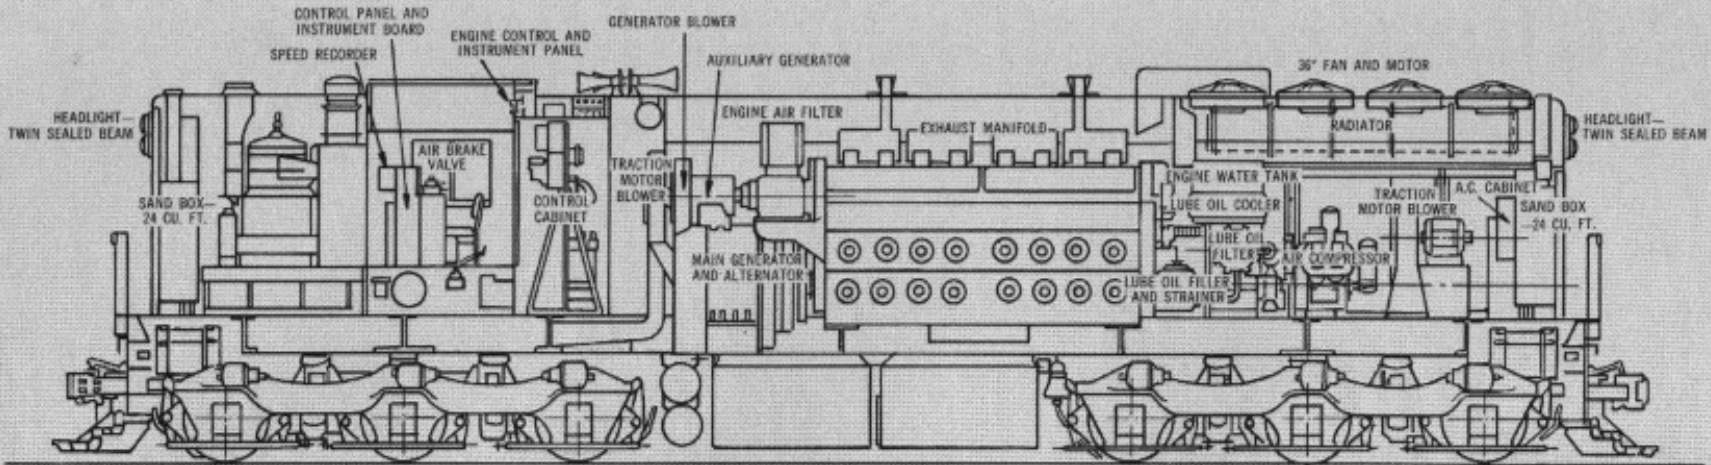 CONTROL PANEL AND
INSTRUMENT BOARD
SPEED RECORDER
ENGINE CONTROL AND
INSTRUMENT PANEL
GENERATOR BLOWER
AUXILIARY GENERATOR
ENGINE AIR FILTER
EXHAUST MANIFOLD
36" FAN AND MOTOR
RADIATOR
HEADLIGHT—
TWIN SEALED BEAM
HEADLIGHT—
TWIN SEALED BEAM
AIR BRAKE
VALVE
SAND BOX—
24 CU. FT.
CONTROL
CABINET
TRACTION
MOTOR
BLOWER
MAIN GENERATOR
AND ALTERNATOR
ENGINE WATER TANK
LUBE OIL COOLER
LUBE OIL
FILTER
LUBE OIL FILLER
AND STRAINER
AIR COMPRESSOR
TRACTION
MOTOR BLOWER
A.C. CABINET
SAND BOX
—24 CU. FT.